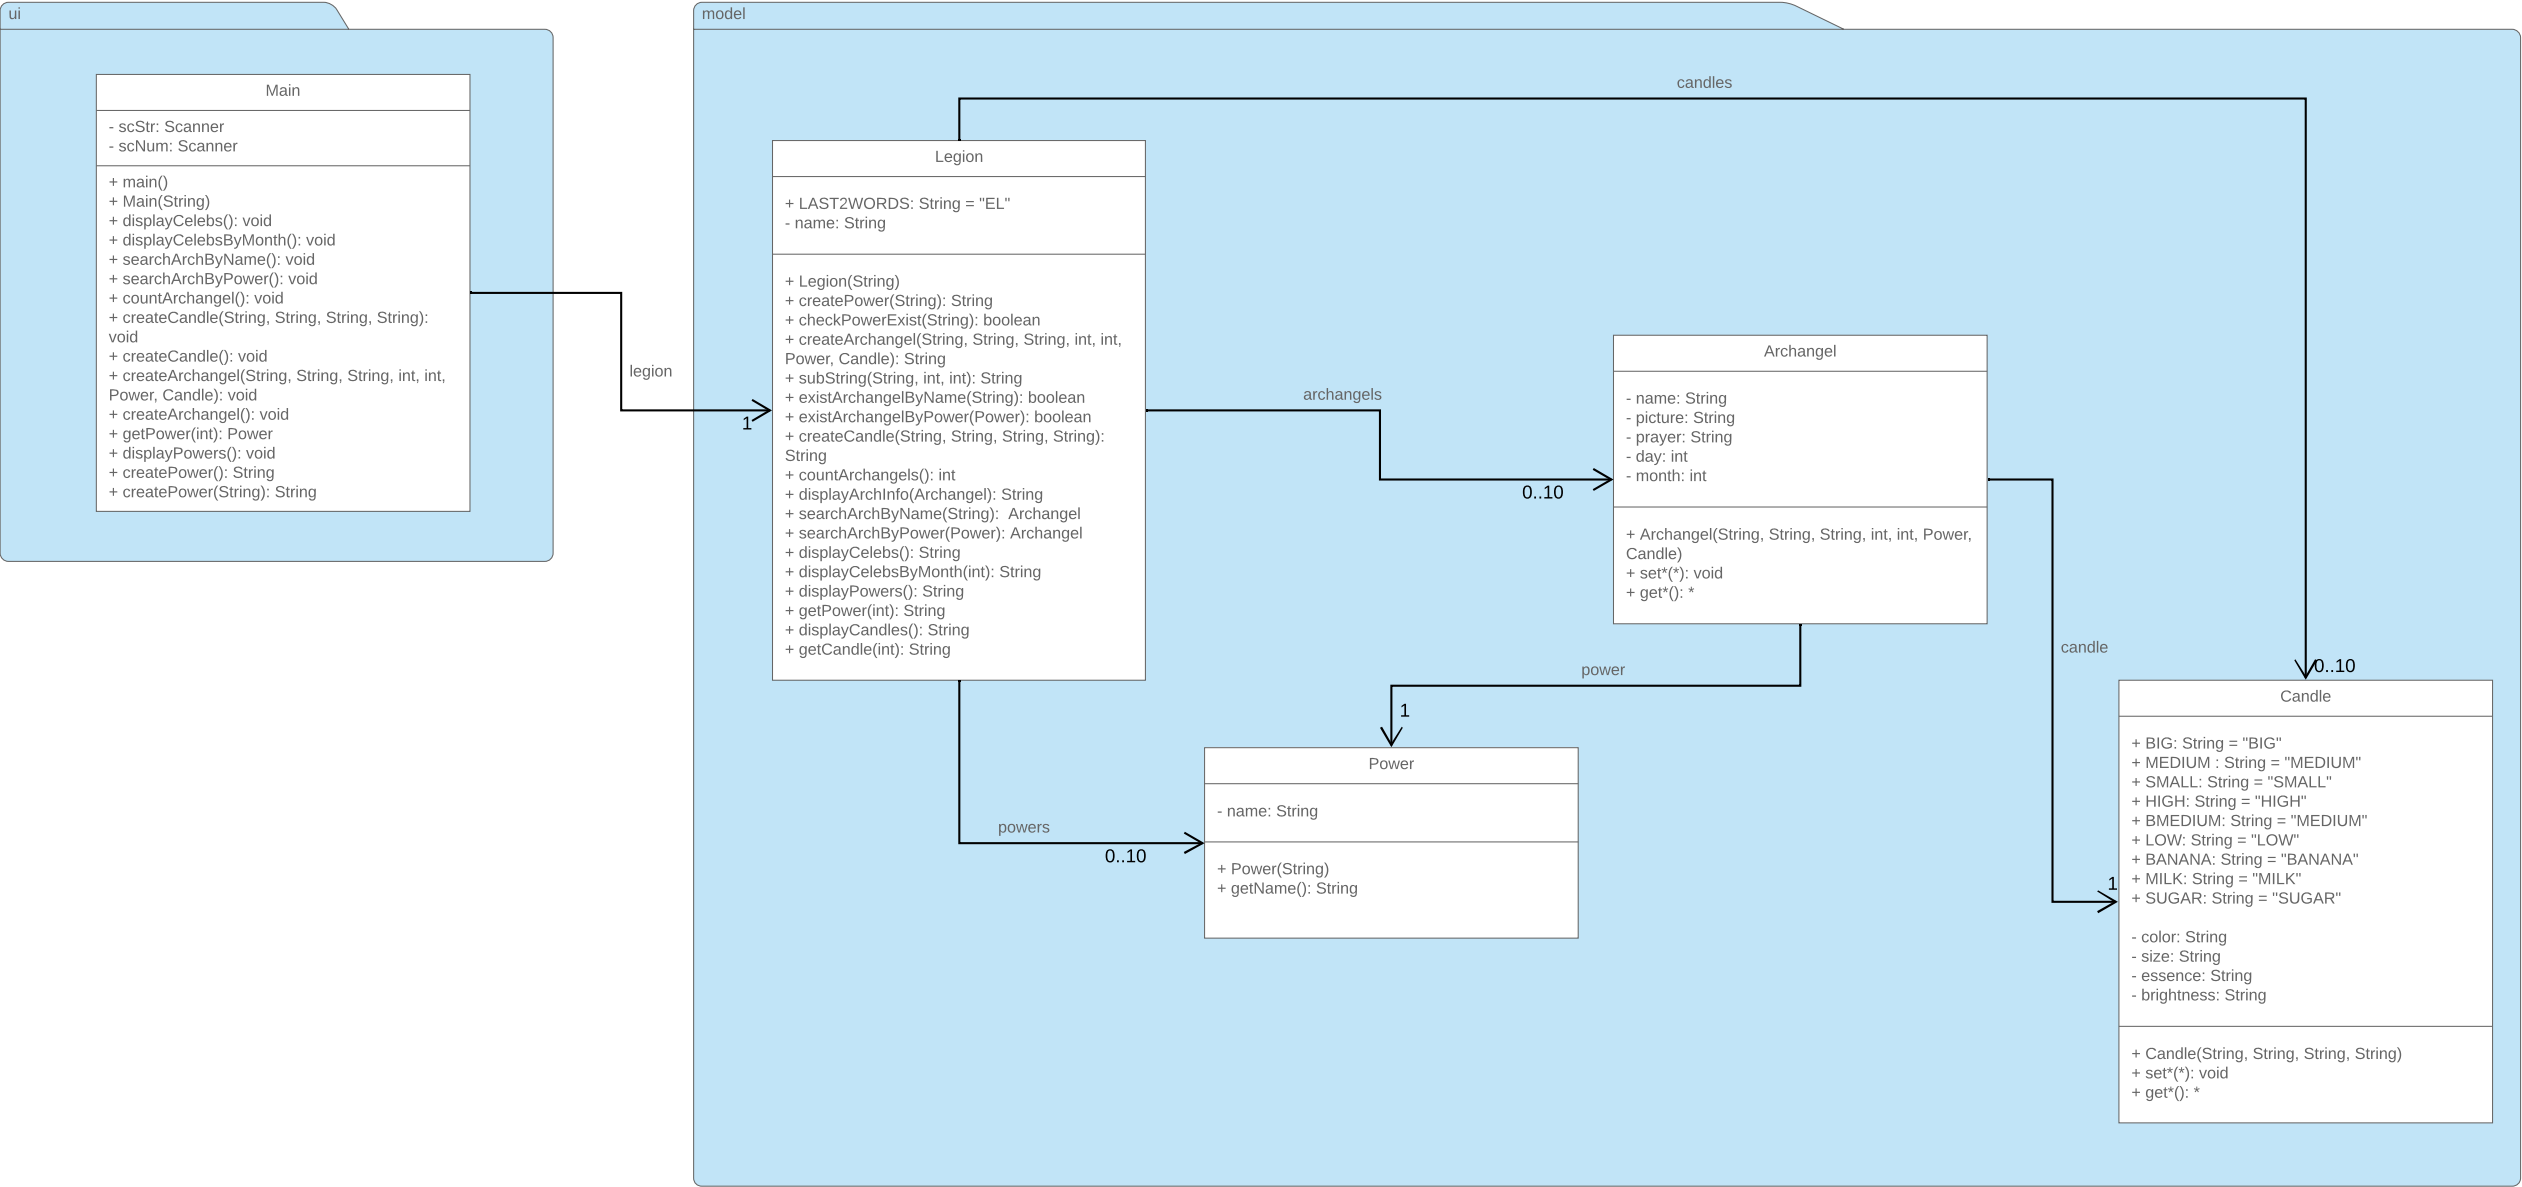 ui
Main
- scStr: Scanner
- scNum: Scanner
+ main()
+ Main(String)
+ displayCelebs(): void
+ displayCelebsByMonth(): void
+ searchArchByName(): void
+ searchArchByPower(): void
+ countArchangel(): void
+ createCandle(String, String, String, String):
void
+ createCandle(): void
+ createArchangel(String, String, String, int, int,
Power, Candle): void
+ createArchangel(): void
+ getPower(int): Power
+ displayPowers(): void
+ createPower(): String
+ createPower(String): String
legion
1
model
candles
0..10
Legion
+ LAST2WORDS: String = "EL"
- name: String
+ Legion(String)
+ createPower(String): String
+ checkPowerExist(String): boolean
+ createArchangel(String, String, String, int, int,
Power, Candle): String
+ subString(String, int, int): String
+ existArchangelByName(String): boolean
+ existArchangelByPower(Power): boolean
+ createCandle(String, String, String, String):
String
+ countArchangels(): int
+ displayArchInfo(Archangel): String
+ searchArchByName(String):  Archangel
+ searchArchByPower(Power): Archangel
+ displayCelebs(): String
+ displayCelebsByMonth(int): String
+ displayPowers(): String
+ getPower(int): String
+ displayCandles(): String
+ getCandle(int): String
archangels
0..10
Archangel
- name: String
- picture: String
- prayer: String
- day: int
- month: int
+ Archangel(String, String, String, int, int, Power,
Candle)
+ set*(*): void
+ get*(): *
power
1
candle
1
powers
0..10
Power
- name: String
+ Power(String)
+ getName(): String
Candle
+ BIG: String = "BIG"
+ MEDIUM : String = "MEDIUM"
+ SMALL: String = "SMALL"
+ HIGH: String = "HIGH"
+ BMEDIUM: String = "MEDIUM"
+ LOW: String = "LOW"
+ BANANA: String = "BANANA"
+ MILK: String = "MILK"
+ SUGAR: String = "SUGAR"
- color: String
- size: String
- essence: String
- brightness: String
+ Candle(String, String, String, String)
+ set*(*): void
+ get*(): *